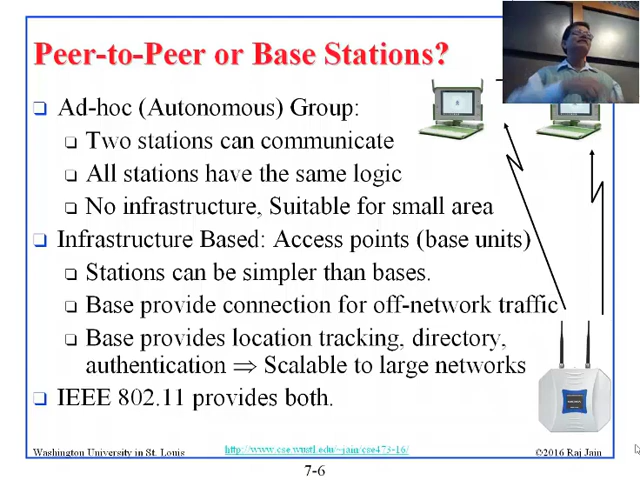 Peer-to-Peer or Base Stations?
Ad-hoc (Autonomous) Group:
Two stations can communicate
All stations have the same logic
No infrastructure, Suitable for small area
Infrastructure Based: Access points (base units)
Stations can be simpler than bases.
Base provide connection for off-network traffic
Base provides location tracking, directory,
authentication ⇒ Scalable to large networks
IEEE 802.11 provides both.
Washington University in St. Louis
http://www.cse.wustl.edu/~jain/cse473-16/
©2016 Raj Jain
7-6